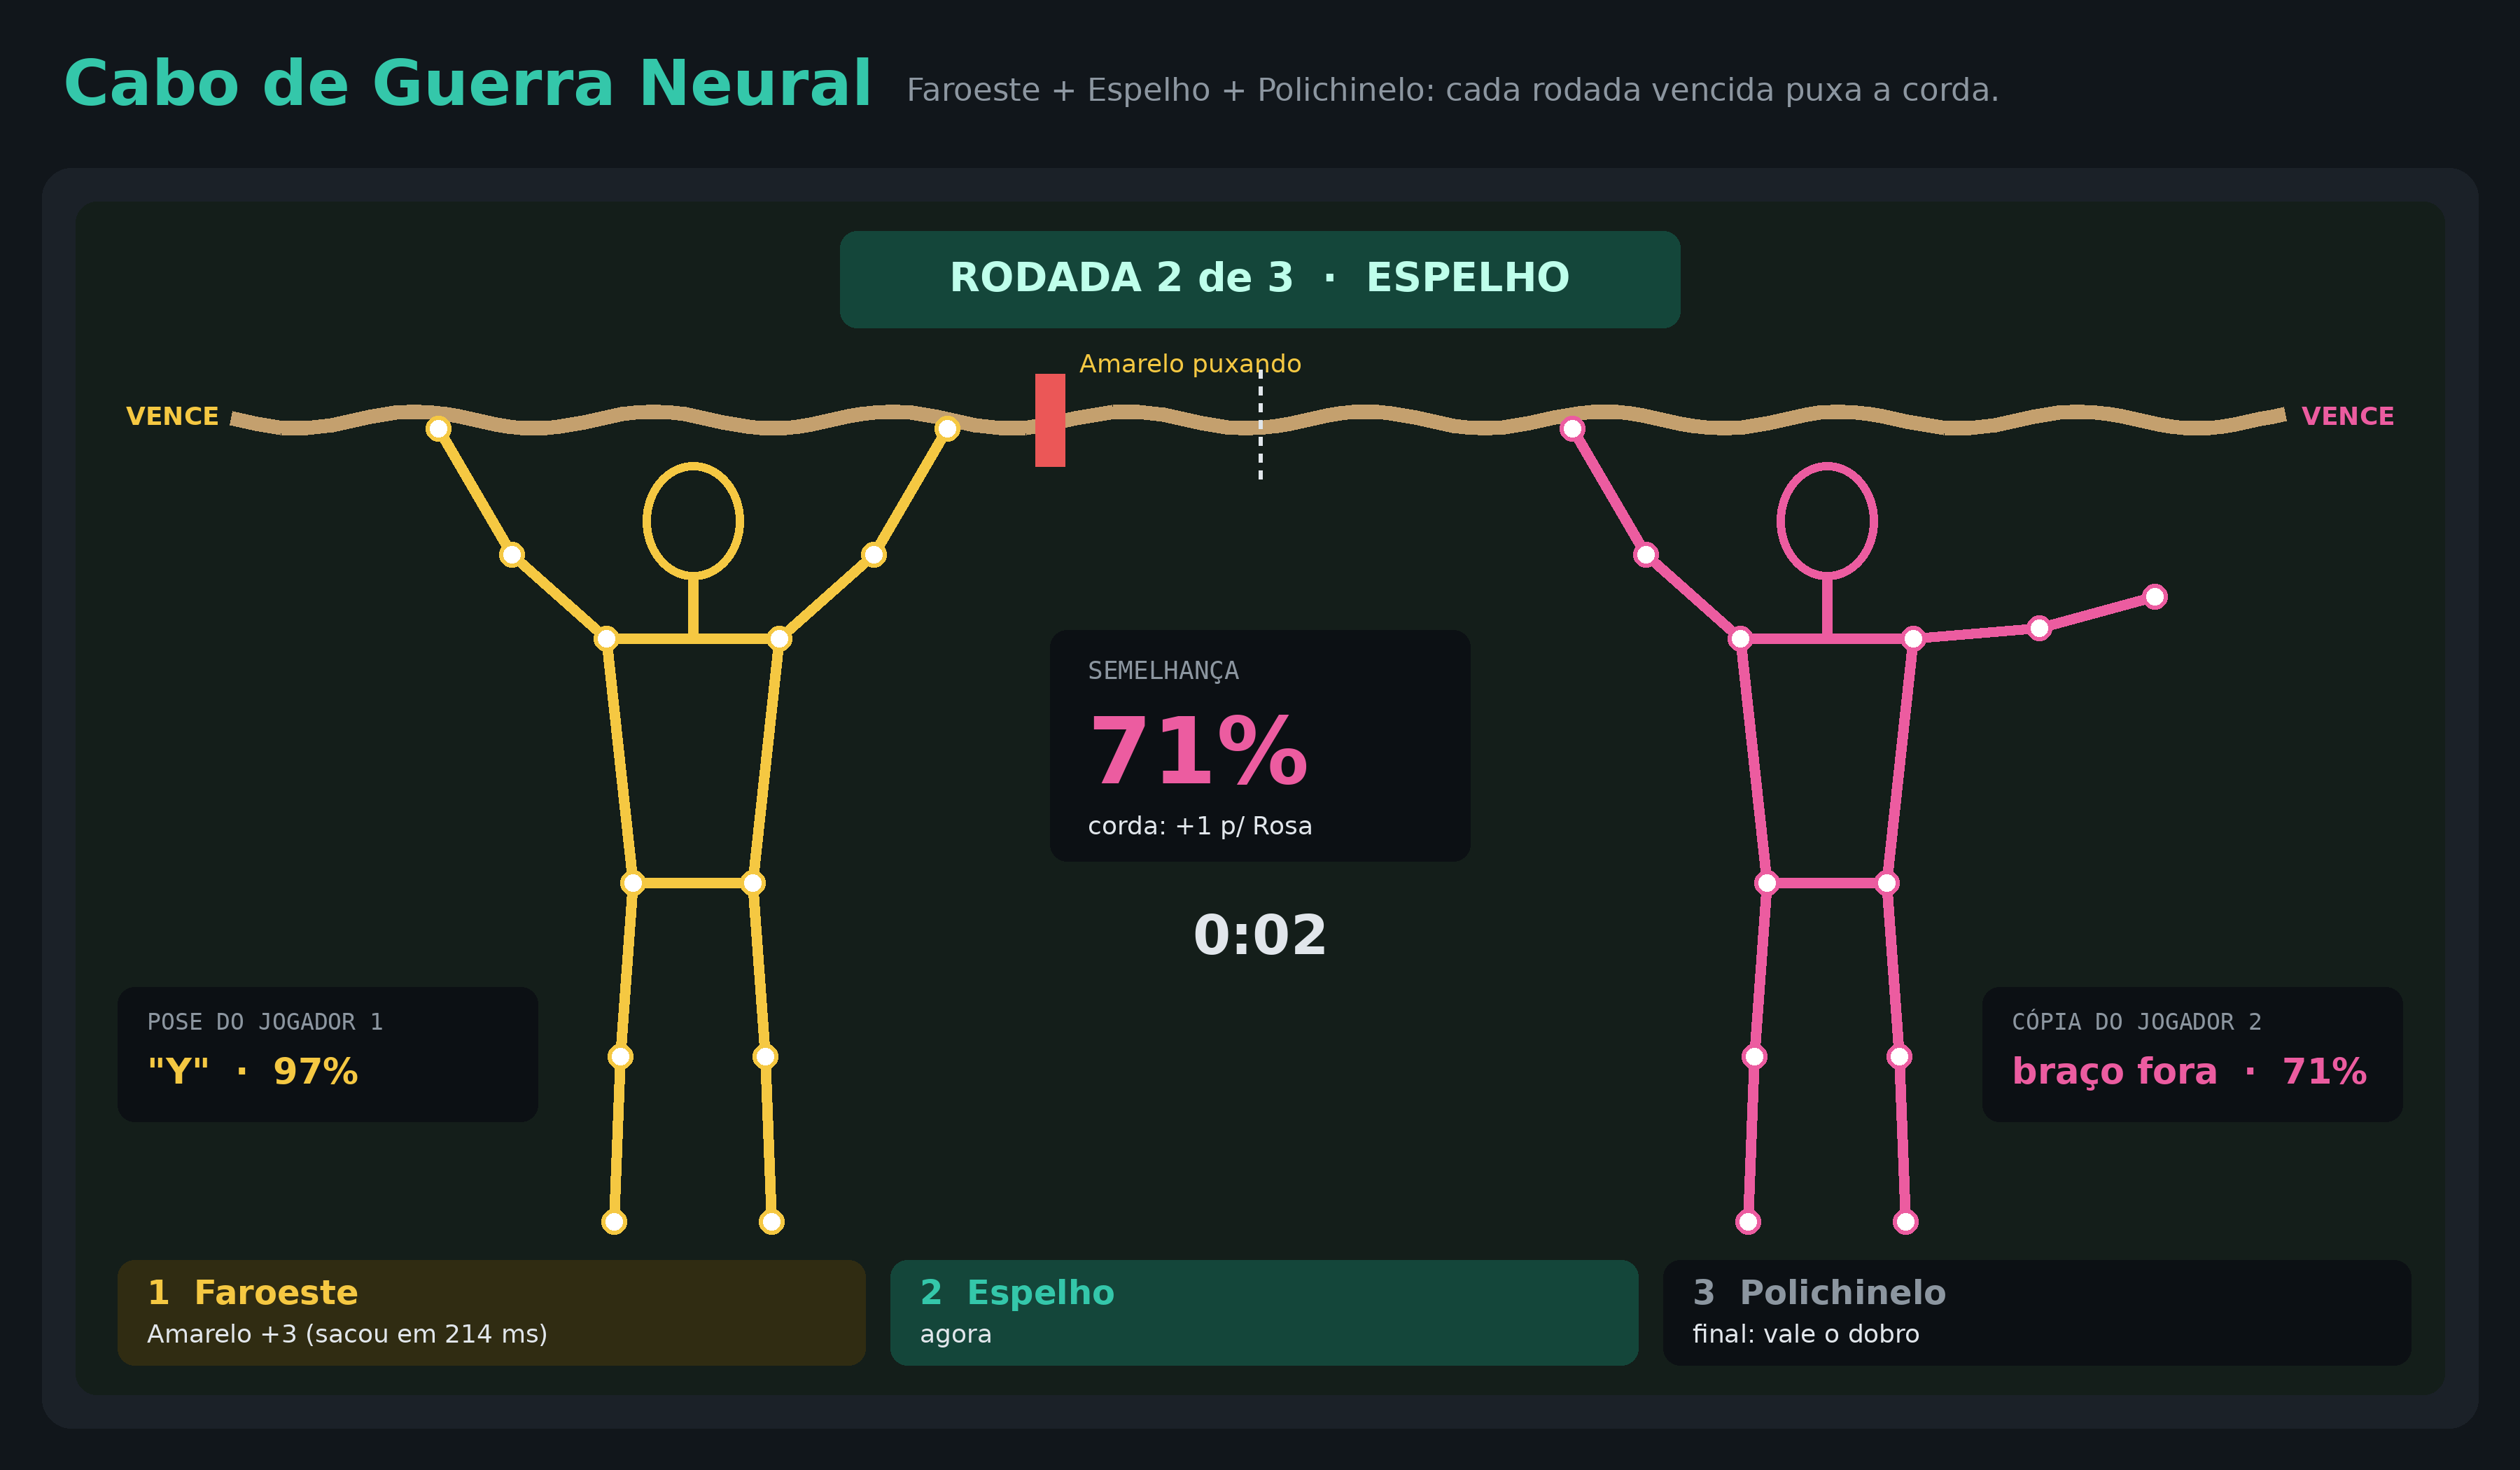 Cabo de Guerra Neural
Faroeste + Espelho + Polichinelo: cada rodada vencida puxa a corda.
RODADA 2 de 3 · ESPELHO
Amarelo puxando
VENCE
VENCE
SEMELHANÇA
71%
corda: +1 p/ Rosa
0:02
POSE DO JOGADOR 1
"Y" · 97%
CÓPIA DO JOGADOR 2
braço fora · 71%
1 Faroeste
Amarelo +3 (sacou em 214 ms)
2 Espelho
agora
3 Polichinelo
final: vale o dobro